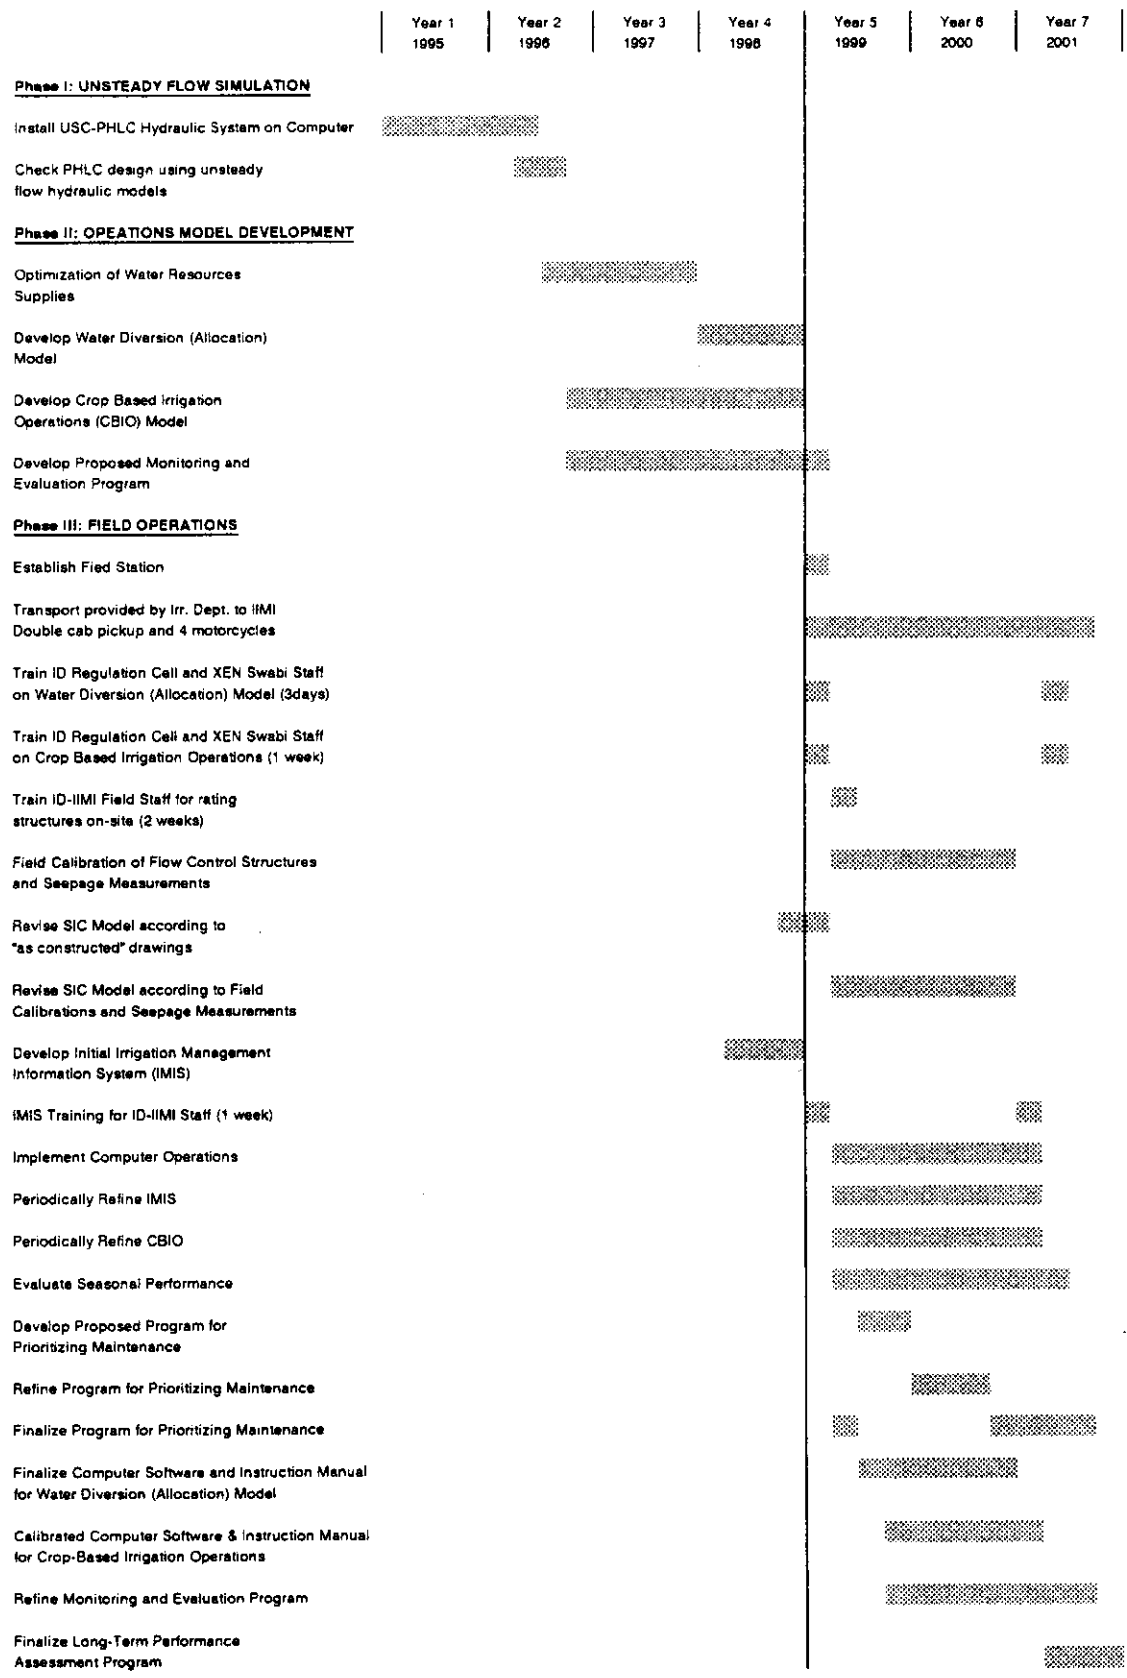 Year 1 Year 2 Year 3 Year 4 Year 5 Year 6 Year 7
1995 1996 1997 1998 1999 2000 2001
Phase I: UNSTEADY FLOW SIMULATION
Install USC-PHLC Hydraulic System on Computer
Check PHLC design using unsteady
flow hydraulic models
Phase II: OPEATIONS MODEL DEVELOPMENT
Optimization of Water Resources
Supplies
Develop Water Diversion (Allocation)
Model
Develop Crop Based Irrigation
Operations (CBIO) Model
Develop Proposed Monitoring and
Evaluation Program
Phase III: FIELD OPERATIONS
Establish Fied Station
Transport provided by Irr. Dept. to IIMI
Double cab pickup and 4 motorcycles
Train ID Regulation Cell and XEN Swabi Staff
on Water Diversion (Allocation) Model (3days)
Train ID Regulation Cell and XEN Swabi Staff
on Crop Based Irrigation Operations (1 week)
Train ID-IIMI Field Staff for rating
structures on-site (2 weeks)
Field Calibration of Flow Control Strructures
and Seepage Measurements
Revise SIC Model according to
"as constructed" drawings
Revise SIC Model according to Field
Calibrations and Seepage Measurements
Develop Initial Irrigation Management
Information System (IMIS)
IMIS Training for ID-IIMI Staff (1 week)
Implement Computer Operations
Periodically Refine IMIS
Periodically Refine CBIO
Evaluate Seasonal Performance
Develop Proposed Program for
Prioritizing Maintenance
Refine Program for Prioritizing Maintenance
Finalize Program for Prioritizing Maintenance
Finalize Computer Software and Instruction Manual
for Water Diversion (Allocation) Model
Calibrated Computer Software & Instruction Manual
for Crop-Based Irrigation Operations
Refine Monitoring and Evaluation Program
Finalize Long-Term Performance
Assessment Program